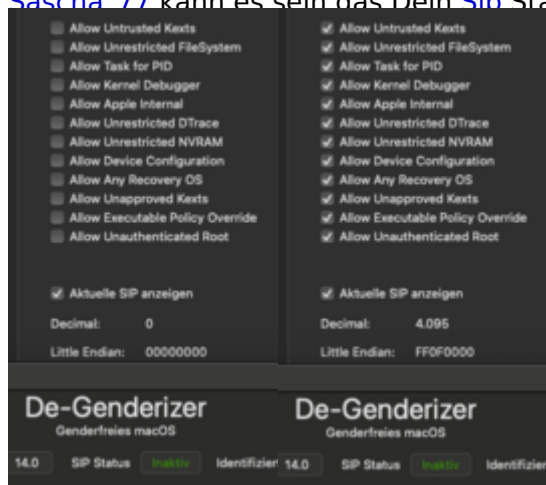 Sascha_77 kann es sein das Dein Sip Sta
Allow Untrusted Kexts
Allow Unrestricted FileSystem
Allow Task for PID
Allow Kernel Debugger
Allow Apple Internal
Allow Unrestricted DTrace
Allow Unrestricted NVRAM
Allow Device Configuration
Allow Any Recovery OS
Allow Unapproved Kexts
Allow Executable Policy Override
Allow Unauthenticated Root
Aktuelle SIP anzeigen
Decimal: 0
Little Endian: 00000000
De-Genderizer
Genderfreies macOS
14.0 SIP Status Inaktiv Identifizier
Allow Untrusted Kexts
Allow Unrestricted FileSystem
Allow Task for PID
Allow Kernel Debugger
Allow Apple Internal
Allow Unrestricted DTrace
Allow Unrestricted NVRAM
Allow Device Configuration
Allow Any Recovery OS
Allow Unapproved Kexts
Allow Executable Policy Override
Allow Unauthenticated Root
Aktuelle SIP anzeigen
Decimal: 4.095
Little Endian: FF0F0000
De-Genderizer
Genderfreies macOS
14.0 SIP Status Inaktiv Identifizier